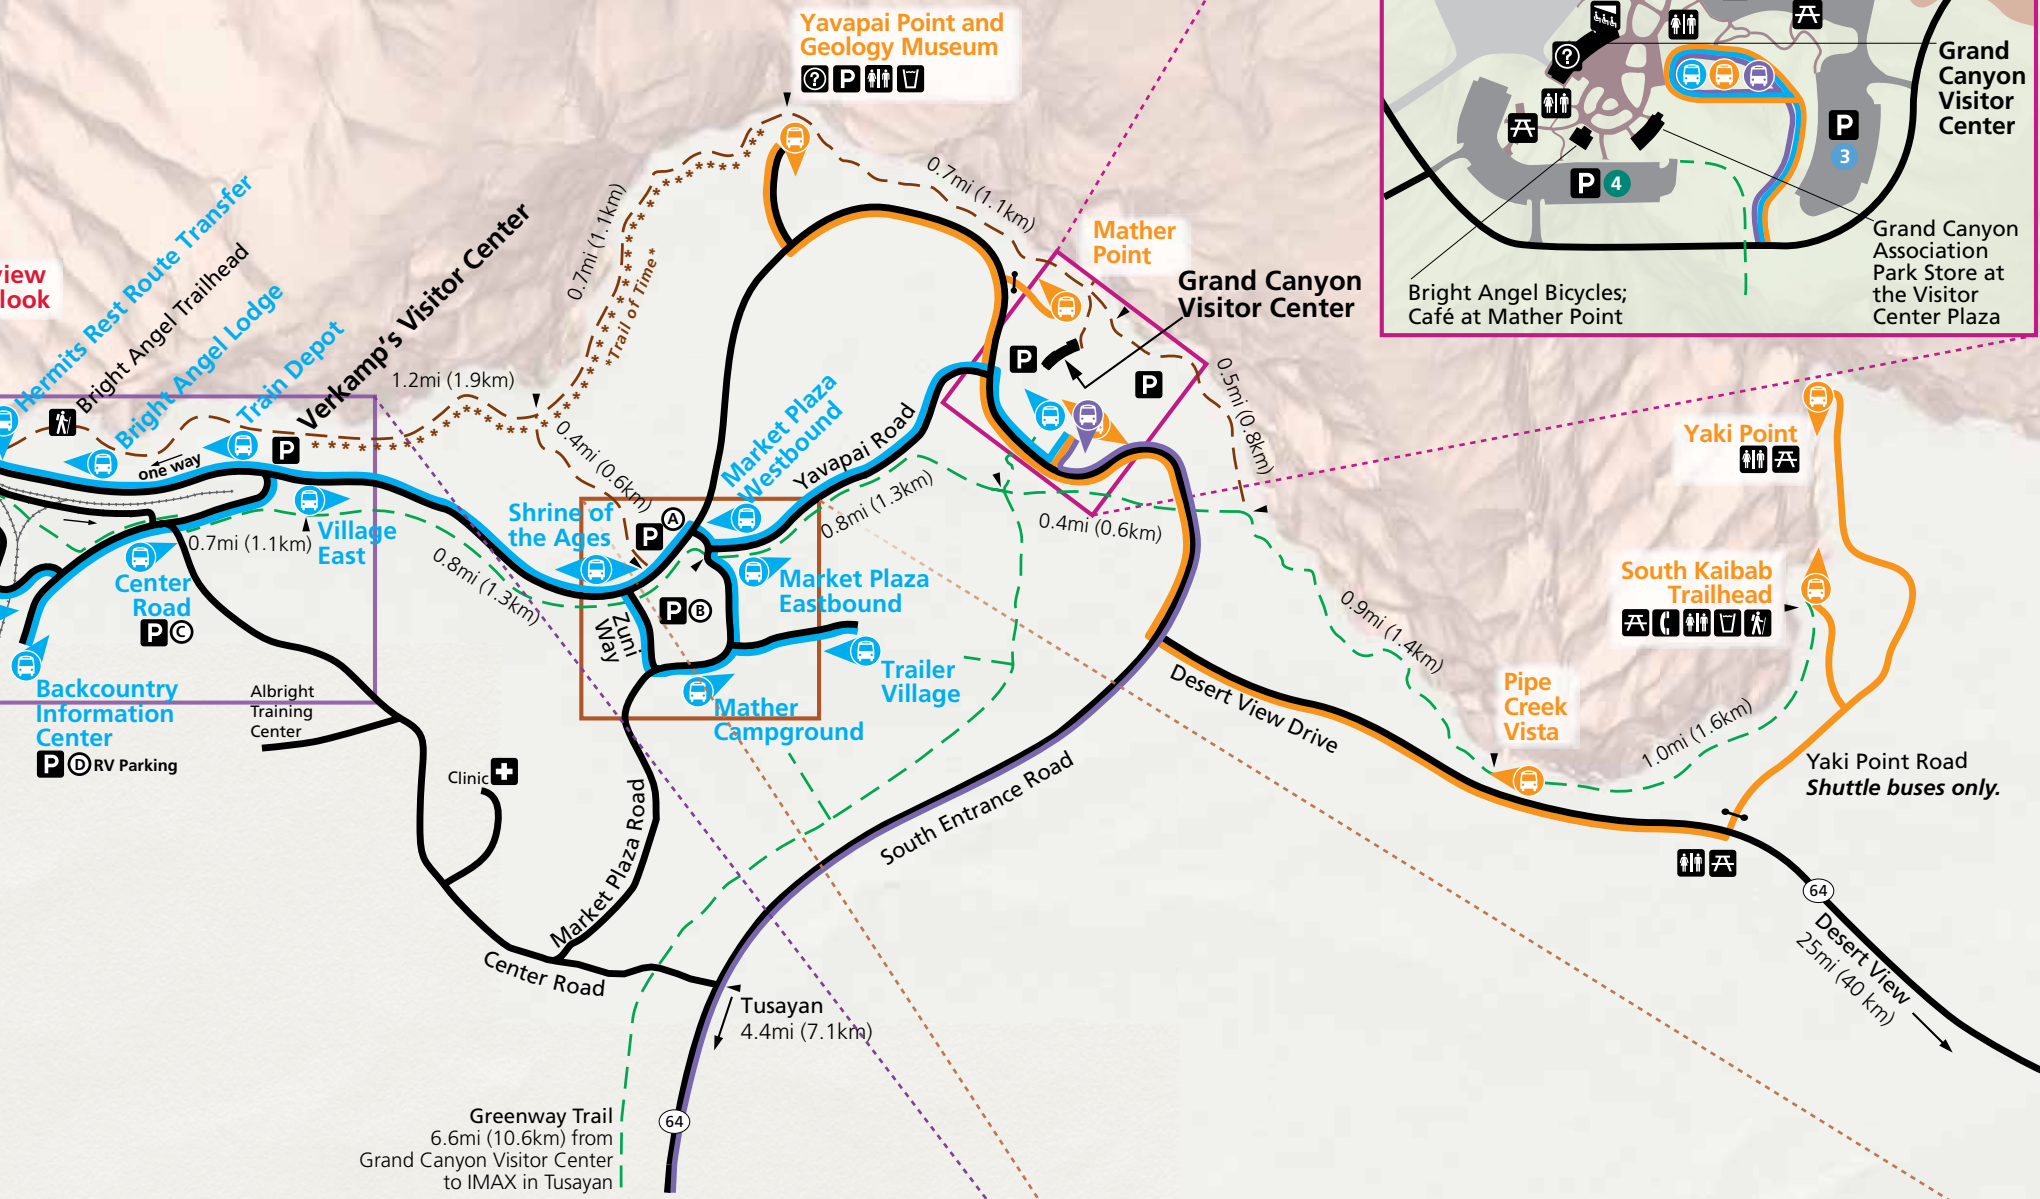 Yavapai Point and
Geology Museum
?
P
0.7mi (1.1km)
0.7mi (1.1km)
*Trail of Time*
Mather
Point
Grand Canyon
Visitor Center
P
P
?
Grand
Canyon
Visitor
Center
P
3
P
4
Bright Angel Bicycles;
Café at Mather Point
Grand Canyon
Association
Park Store at
the Visitor
Center Plaza
view
look
Hermits Rest Route Transfer
Bright Angel Trailhead
Bright Angel Lodge
Train Depot
Verkamp's Visitor Center
P
one way
1.2mi (1.9km)
0.4mi (0.6km)
Market Plaza
Westbound
Yavapai Road
0.8mi (1.3km)
0.5mi (0.8km)
0.4mi (0.6km)
Yaki Point
Shrine of
the Ages
P
A
Village
East
0.7mi (1.1km)
0.8mi (1.3km)
Center
Road
P
C
P
B
Zuni
Way
Market Plaza
Eastbound
Trailer
Village
Mather
Campground
Backcountry
Information
Center
P
D
RV Parking
Albright
Training
Center
Clinic
Market Plaza Road
Center Road
South Entrance Road
Desert View Drive
0.9mi (1.4km)
South Kaibab
Trailhead
Pipe
Creek
Vista
1.0mi (1.6km)
Yaki Point Road
Shuttle buses only.
64
Desert View
25mi (40 km)
Tusayan
4.4mi (7.1km)
64
Greenway Trail
6.6mi (10.6km) from
Grand Canyon Visitor Center
to IMAX in Tusayan